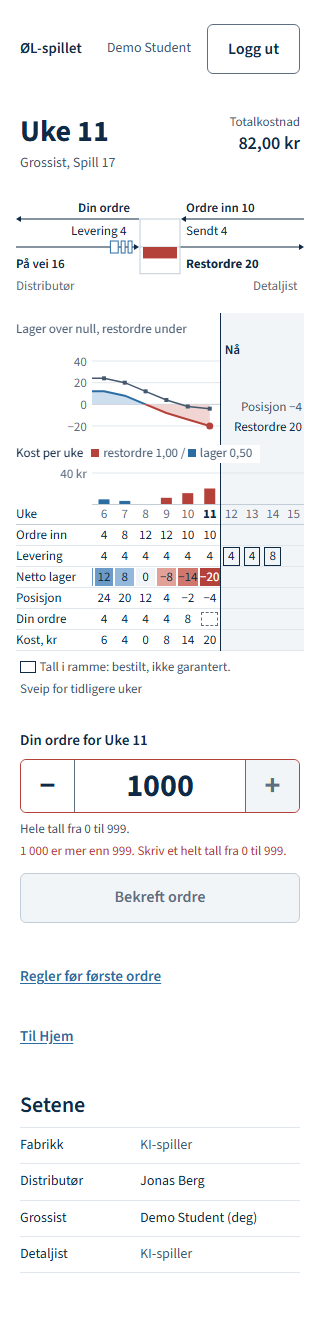 ØL-spillet Demo Student Logg ut
Uke 11 Totalkostnad
82,00 kr
Grossist, Spill 17
Din ordre Ordre inn 10
Levering 4 Sendt 4
På vei 16 Restordre 20
Distributør Detaljist
Lager over null, restordre under
Nå
40
20
0
−20
Posisjon −4
Restordre 20
Kost per uke restordre 1,00 / lager 0,50
40 kr
Uke 6 7 8 9 10 11 12 13 14 15
Ordre inn 4 8 12 12 10 10
Levering 4 4 4 4 4 4 4 4 8
Netto lager 12 8 0 −8 −14 −20
Posisjon 24 20 12 4 −2 −4
Din ordre 4 4 4 4 8
Kost, kr 6 4 0 8 14 20
Tall i ramme: bestilt, ikke garantert.
Sveip for tidligere uker
Din ordre for Uke 11
− 1000 +
Hele tall fra 0 til 999.
1 000 er mer enn 999. Skriv et helt tall fra 0 til 999.
Bekreft ordre
Regler før første ordre
Til Hjem
Setene
Fabrikk KI-spiller
Distributør Jonas Berg
Grossist Demo Student (deg)
Detaljist KI-spiller